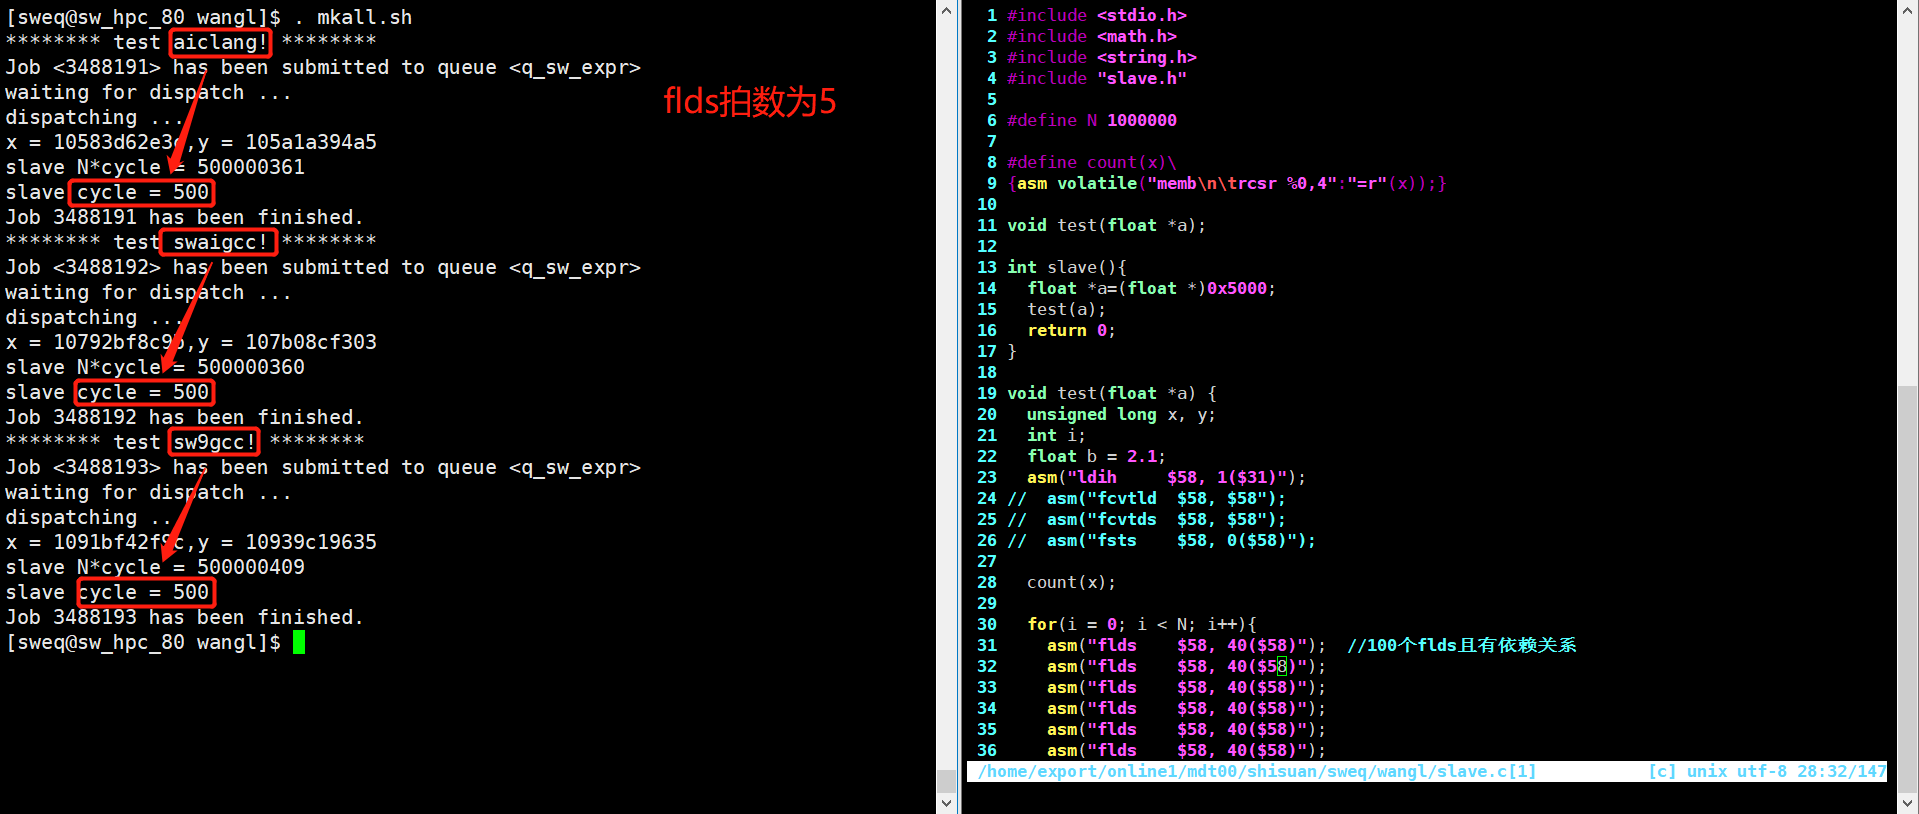 [sweq@sw_hpc_80 wangl]$ . mkall.sh
******** test aiclang! ********
Job <3488191> has been submitted to queue <q_sw_expr>
waiting for dispatch ...
dispatching ...
x = 10583d62e3c,y = 105a1a394a5
slave N*cycle = 500000361
slave cycle = 500
Job 3488191 has been finished.
******** test swaigcc! ********
Job <3488192> has been submitted to queue <q_sw_expr>
waiting for dispatch ...
dispatching ...
x = 10792bf8c9b,y = 107b08cf303
slave N*cycle = 500000360
slave cycle = 500
Job 3488192 has been finished.
******** test sw9gcc! ********
Job <3488193> has been submitted to queue <q_sw_expr>
waiting for dispatch ...
dispatching ..
x = 1091bf42f9c,y = 10939c19635
slave N*cycle = 500000409
slave cycle = 500
Job 3488193 has been finished.
[sweq@sw_hpc_80 wangl]$
flds拍数为5
1 #include <stdio.h>
2 #include <math.h>
3 #include <string.h>
4 #include "slave.h"
5
6 #define N 1000000
7
8 #define count(x)\
9 {asm volatile("memb\n\trcsr %0,4":"=r"(x));}
10
11 void test(float *a);
12
13 int slave(){
14   float *a=(float *)0x5000;
15   test(a);
16   return 0;
17 }
18
19 void test(float *a) {
20   unsigned long x, y;
21   int i;
22   float b = 2.1;
23   asm("ldih     $58, 1($31)");
24 //  asm("fcvtld  $58, $58");
25 //  asm("fcvtds  $58, $58");
26 //  asm("fsts    $58, 0($58)");
27
28   count(x);
29
30   for(i = 0; i < N; i++){
31     asm("flds    $58, 40($58)");  //100个flds且有依赖关系
32     asm("flds    $58, 40($58)");
33     asm("flds    $58, 40($58)");
34     asm("flds    $58, 40($58)");
35     asm("flds    $58, 40($58)");
36     asm("flds    $58, 40($58)");
/home/export/online1/mdt00/shisuan/sweq/wangl/slave.c[1] [c] unix utf-8 28:32/147